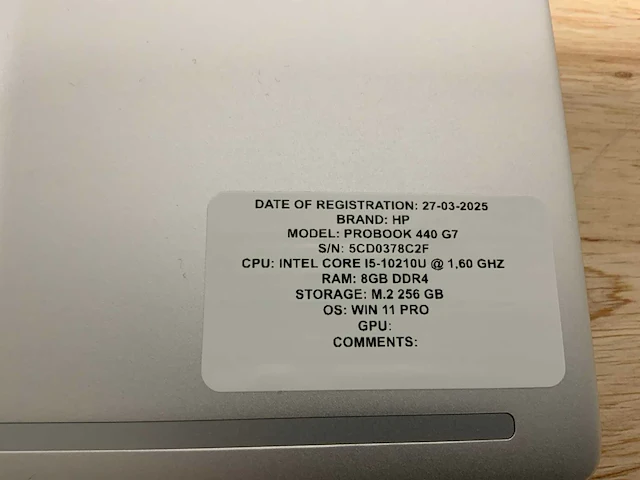 DATE OF REGISTRATION: 27-03-2025
BRAND: HP
MODEL: PROBOOK 440 G7
S/N: 5CD0378C2F
CPU: INTEL CORE I5-10210U @ 1,60 GHZ
RAM: 8GB DDR4
STORAGE: M.2 256 GB
OS: WIN 11 PRO
GPU:
COMMENTS: